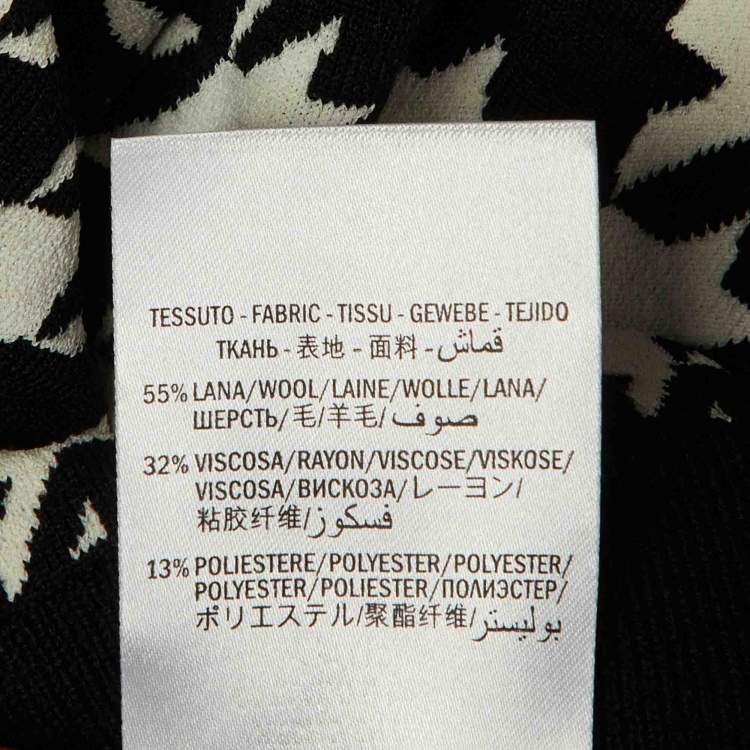 TESSUTO - FABRIC - TISSU - GEWEBE - TEJIDO
ТКАНЬ - 表地 - 面料 - قماش
55% LANA/WOOL/LAINE/WOLLE/LANA/
ШЕРСТЬ/毛/羊毛/صوف
32% VISCOSA/RAYON/VISCOSE/VISKOSE/
VISCOSA/ВИСКОЗА/レーヨン/
粘胶纤维/فسكوز
13% POLIESTERE/POLYESTER/POLYESTER/
POLYESTER/POLIESTER/ПОЛИЭСТЕР/
ポリエステル/聚酯纤维/بوليستر